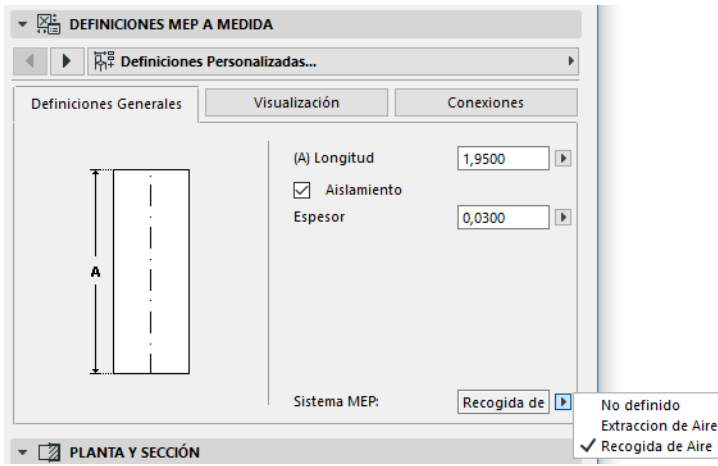 DEFINICIONES MEP A MEDIDA
Definiciones Personalizadas...
Definiciones Generales Visualización Conexiones
(A) Longitud 1,9500
Aislamiento
Espesor 0,0300
A
Sistema MEP: Recogida de
No definido
Extraccion de Aire
Recogida de Aire
PLANTA Y SECCIÓN